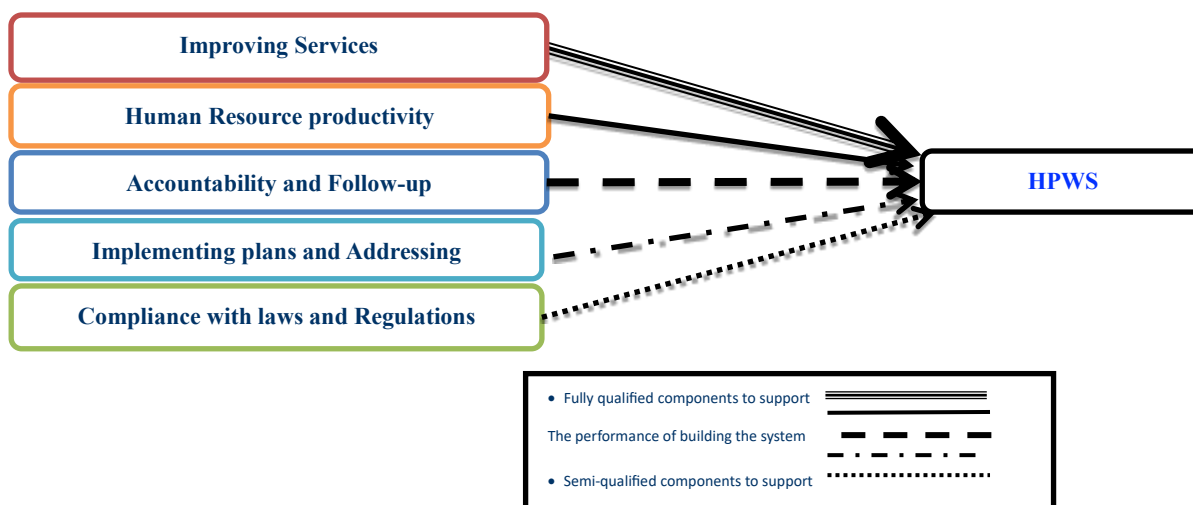 Improving Services
Human Resource productivity
Accountability and Follow-up
HPWS
Implementing plans and Addressing
Compliance with laws and Regulations
• Fully qualified components to support
The performance of building the system
• Semi-qualified components to support